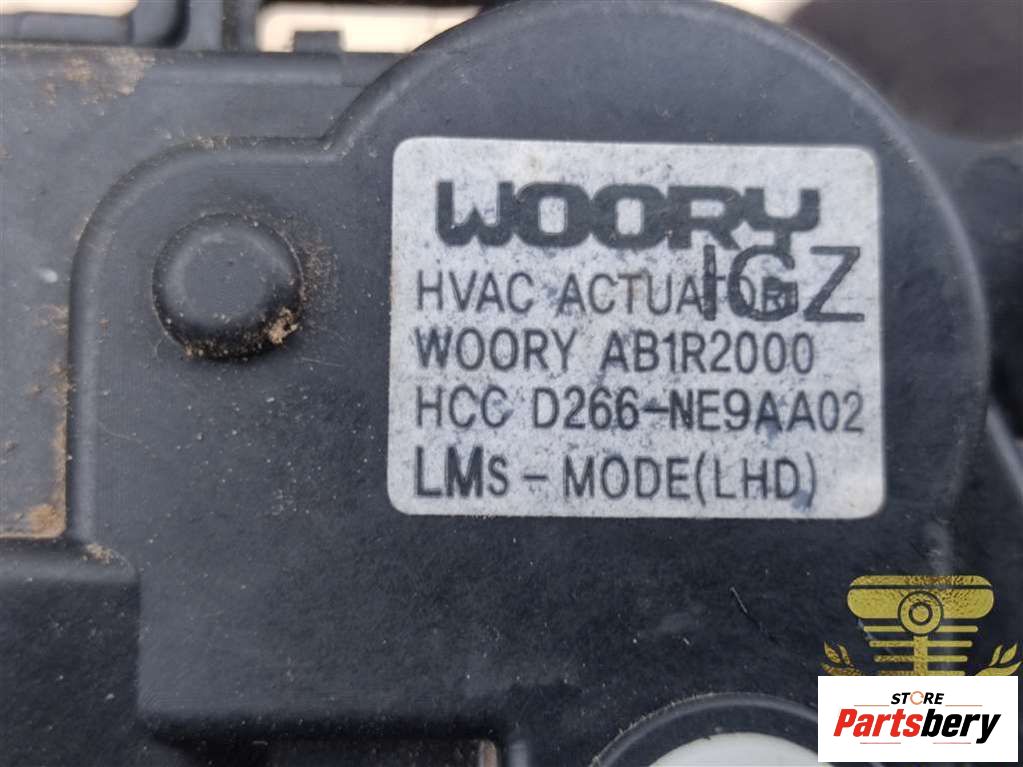 WOORY
IGZ
HVAC ACTUATOR
WOORY AB1R2000
HCC D266-NE9AA02
LMs - MODE(LHD)
STORE
Partsbery